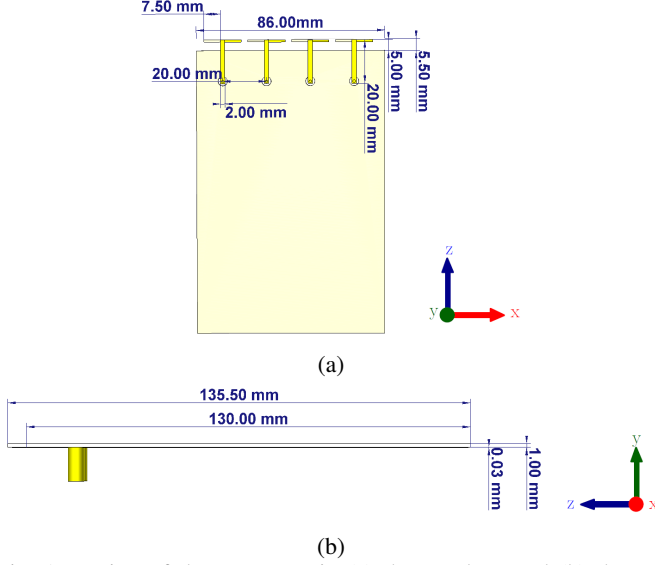 7.50 mm
86.00mm
5.00 mm
5.50 mm
20.00 mm
20.00 mm
2.00 mm
z
y
x
(a)
135.50 mm
130.00 mm
0.03 mm
1.00 mm
y
z
x
(b)